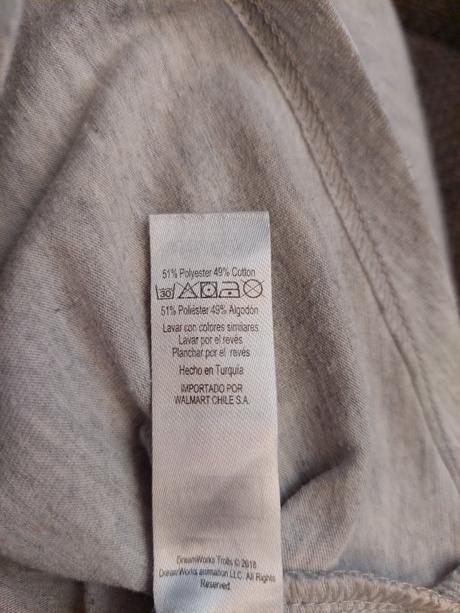 51% Polyester 49% Cotton
30
51% Poliéster 49% Algodón
Lavar con colores similares
Lavar por el revés
Planchar por el revés
Hecho en Turquía
IMPORTADO POR
WALMART CHILE S.A.
DreamWorks Trolls © 2018
DreamWorks Animation LLC. All Rights
Reserved.